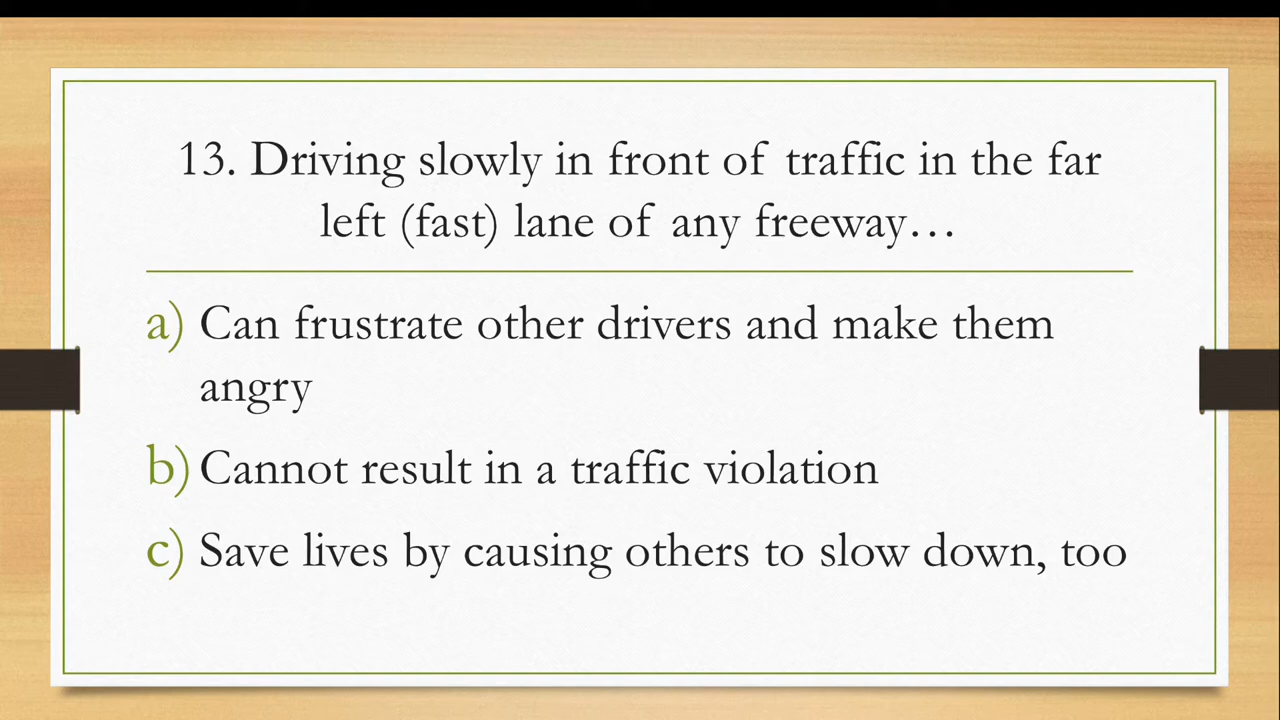 13. Driving slowly in front of traffic in the far
left (fast) lane of any freeway…
a) Can frustrate other drivers and make them
angry
b) Cannot result in a traffic violation
c) Save lives by causing others to slow down, too